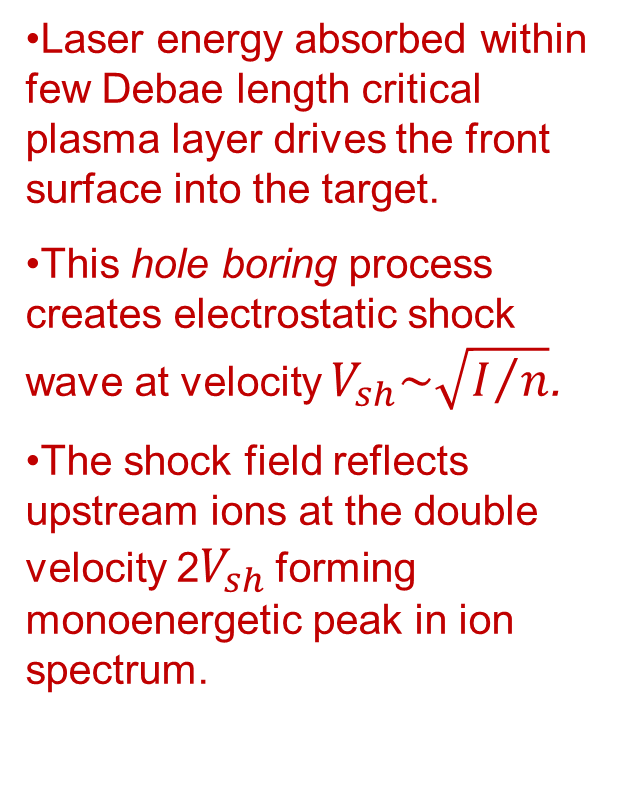 •Laser energy absorbed within
few Debae length critical
plasma layer drives the front
surface into the target.
•This hole boring process
creates electrostatic shock
wave at velocity V_{sh}~√(I/n).
•The shock field reflects
upstream ions at the double
velocity 2V_{sh} forming
monoenergetic peak in ion
spectrum.